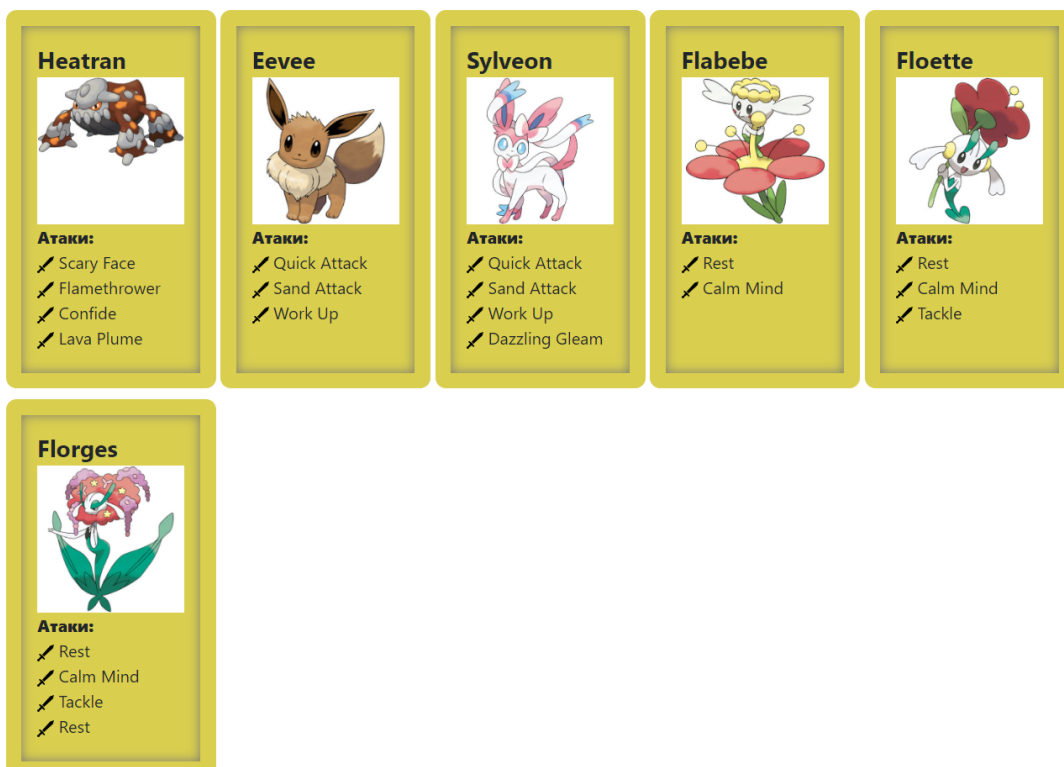 Heatran
Атаки:
Scary Face
Flamethrower
Confide
Lava Plume
Eevee
Атаки:
Quick Attack
Sand Attack
Work Up
Sylveon
Атаки:
Quick Attack
Sand Attack
Work Up
Dazzling Gleam
Flabebe
Атаки:
Rest
Calm Mind
Floette
Атаки:
Rest
Calm Mind
Tackle
Florges
Атаки:
Rest
Calm Mind
Tackle
Rest